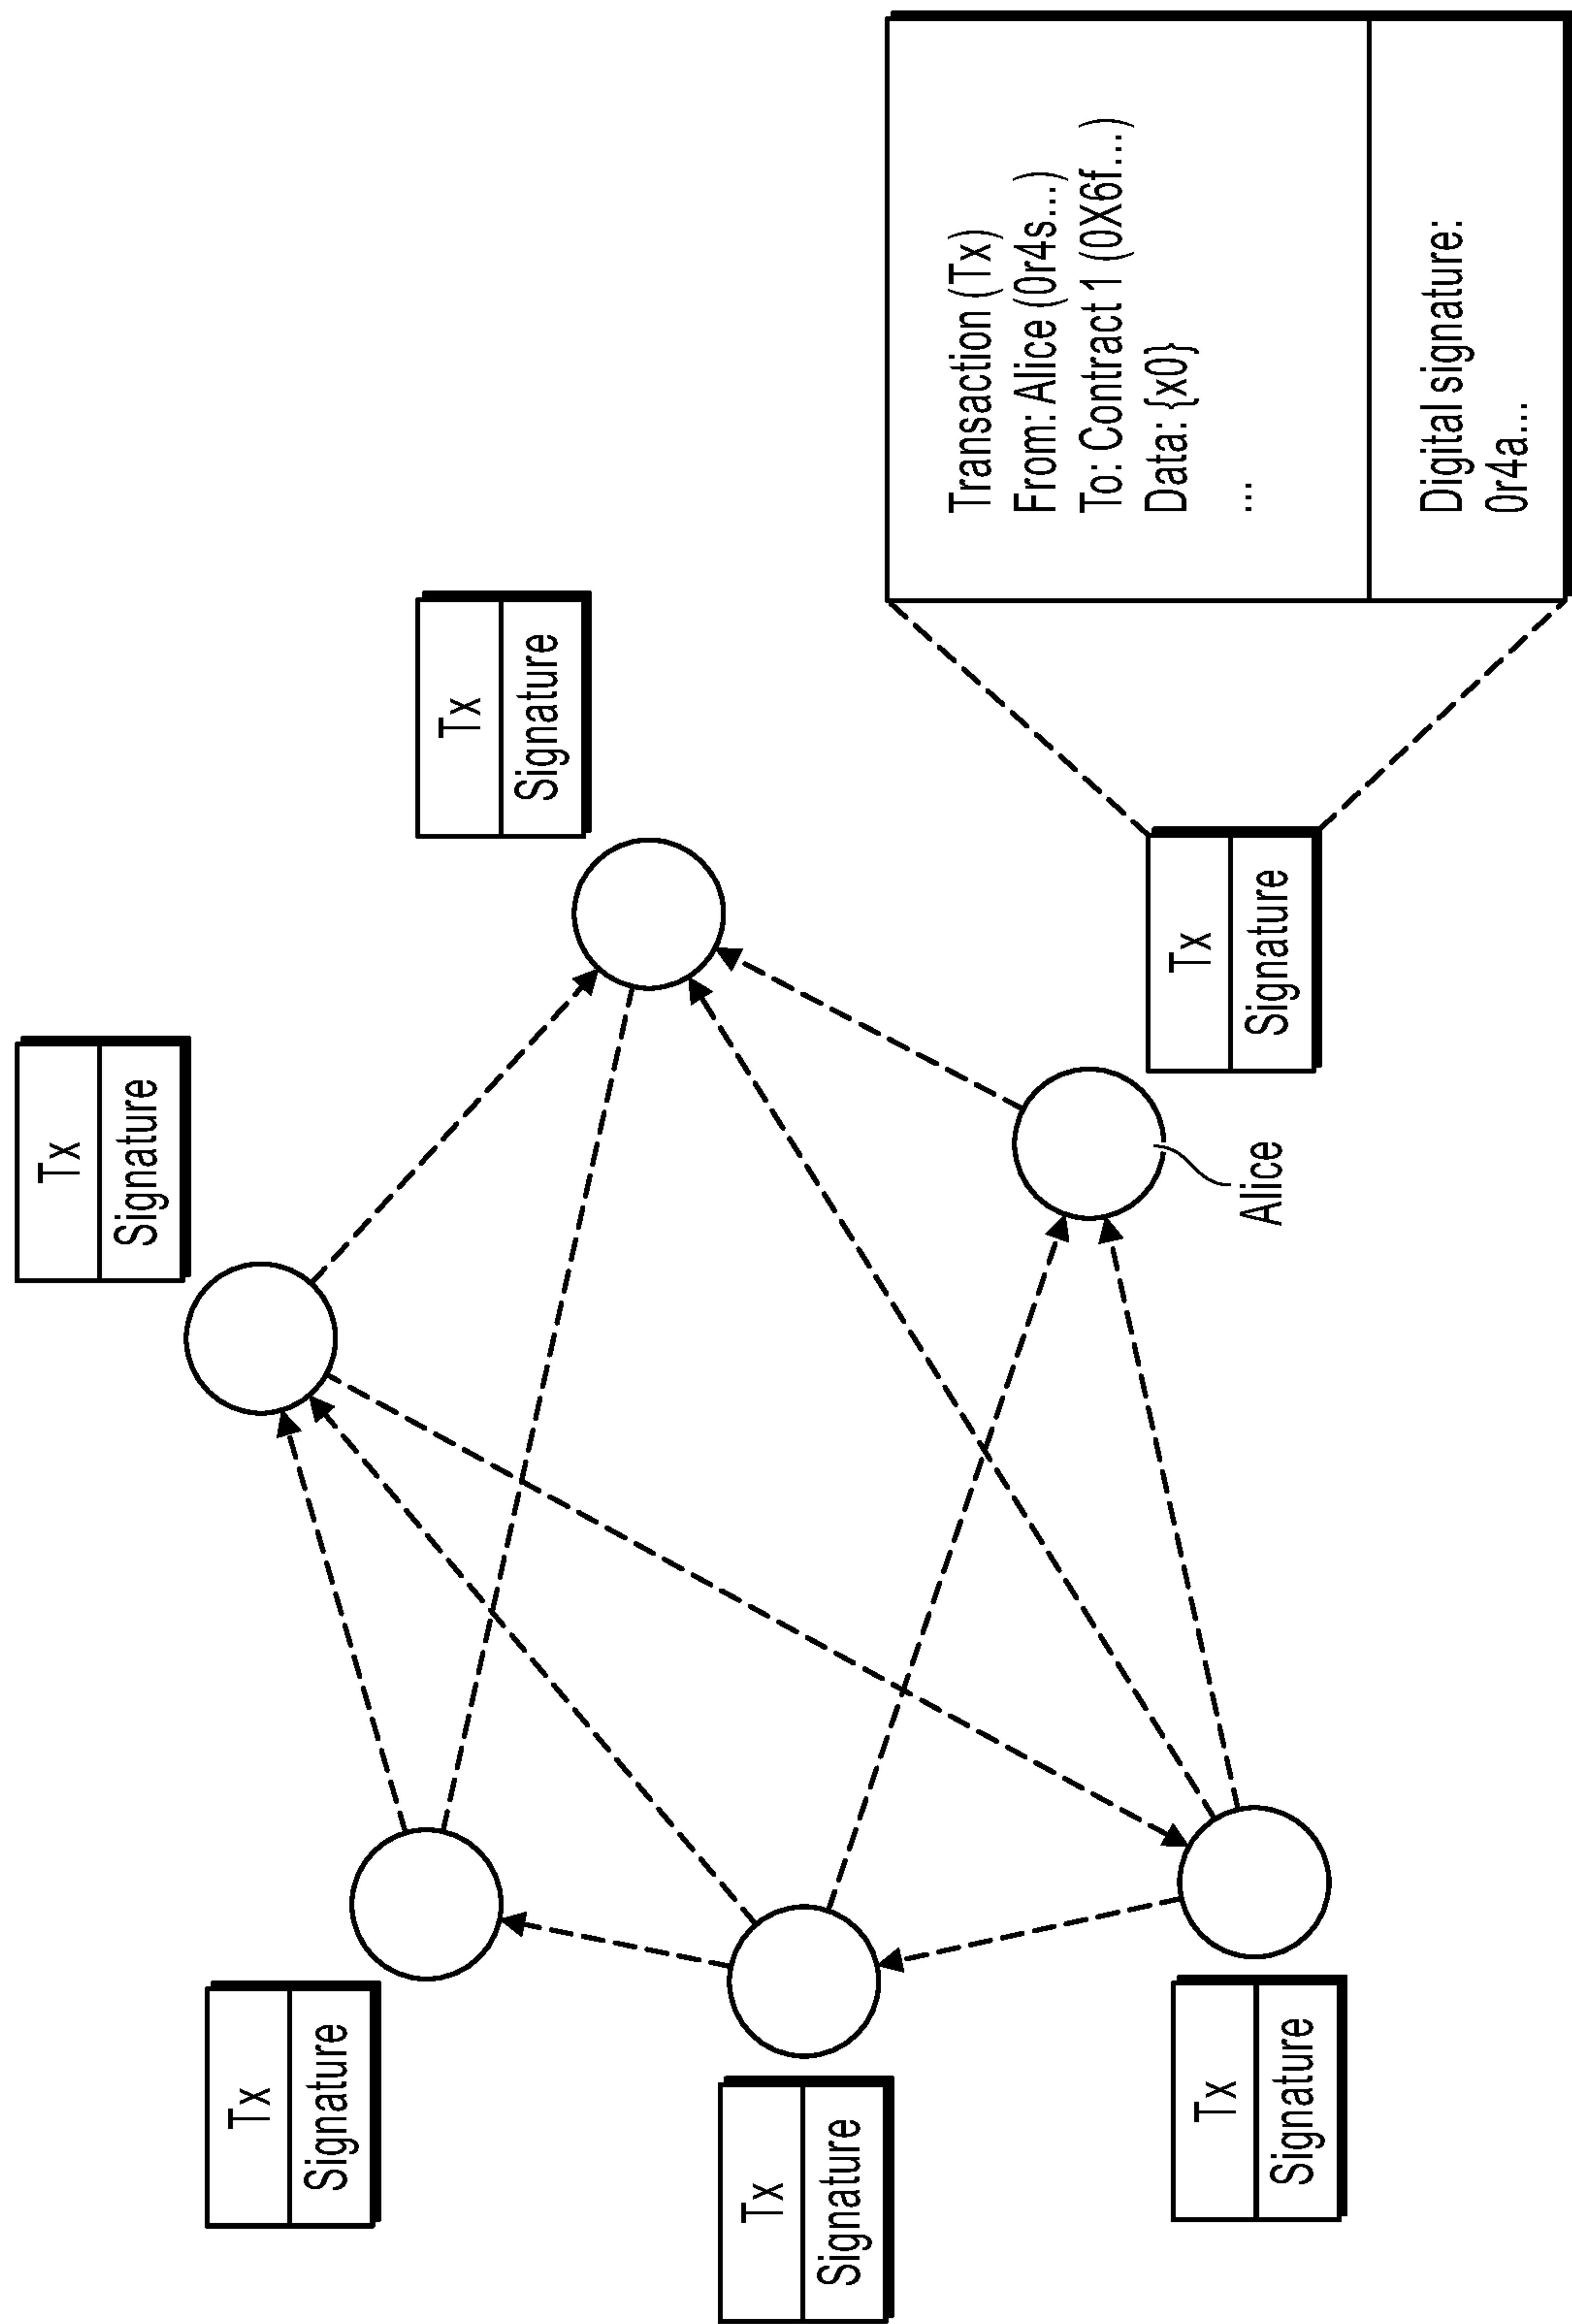 Tx
Signature
Tx
Signature
Tx
Signature
Tx
Signature
Tx
Signature
Alice
Tx
Signature
Transaction (Tx)
From: Alice (0r4s...)
To: Contract 1 (0X6f...)
Data: {x0}
...
Digital signature:
0r4a...